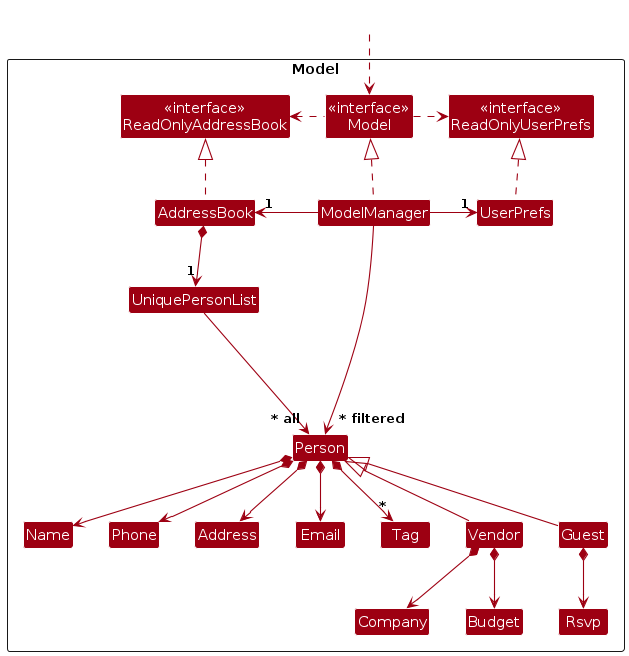 Model
«interface»
ReadOnlyAddressBook
«interface»
Model
«interface»
ReadOnlyUserPrefs
AddressBook
1
ModelManager
1
UserPrefs
1
UniquePersonList
* all
* filtered
Person
*
Name
Phone
Address
Email
Tag
Vendor
Guest
Company
Budget
Rsvp